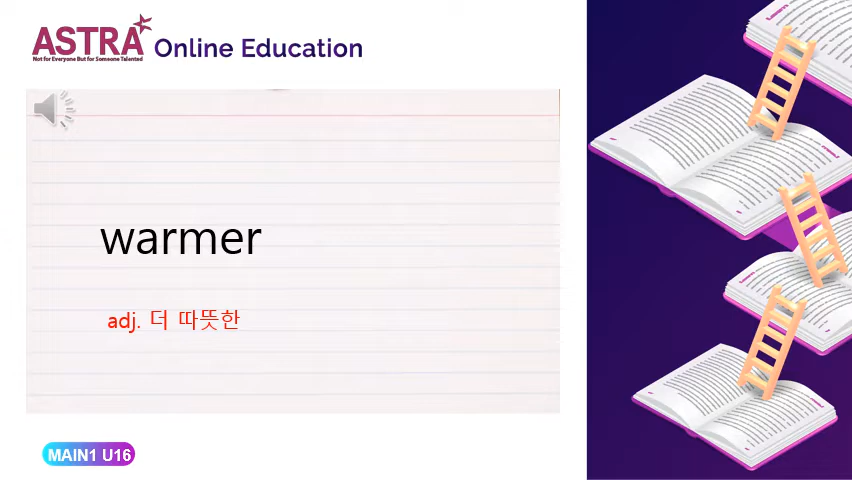 ASTRA
Not for Everyone But for Someone Talented
Online Education
warmer
adj. 더 따뜻한
MAIN1 U16